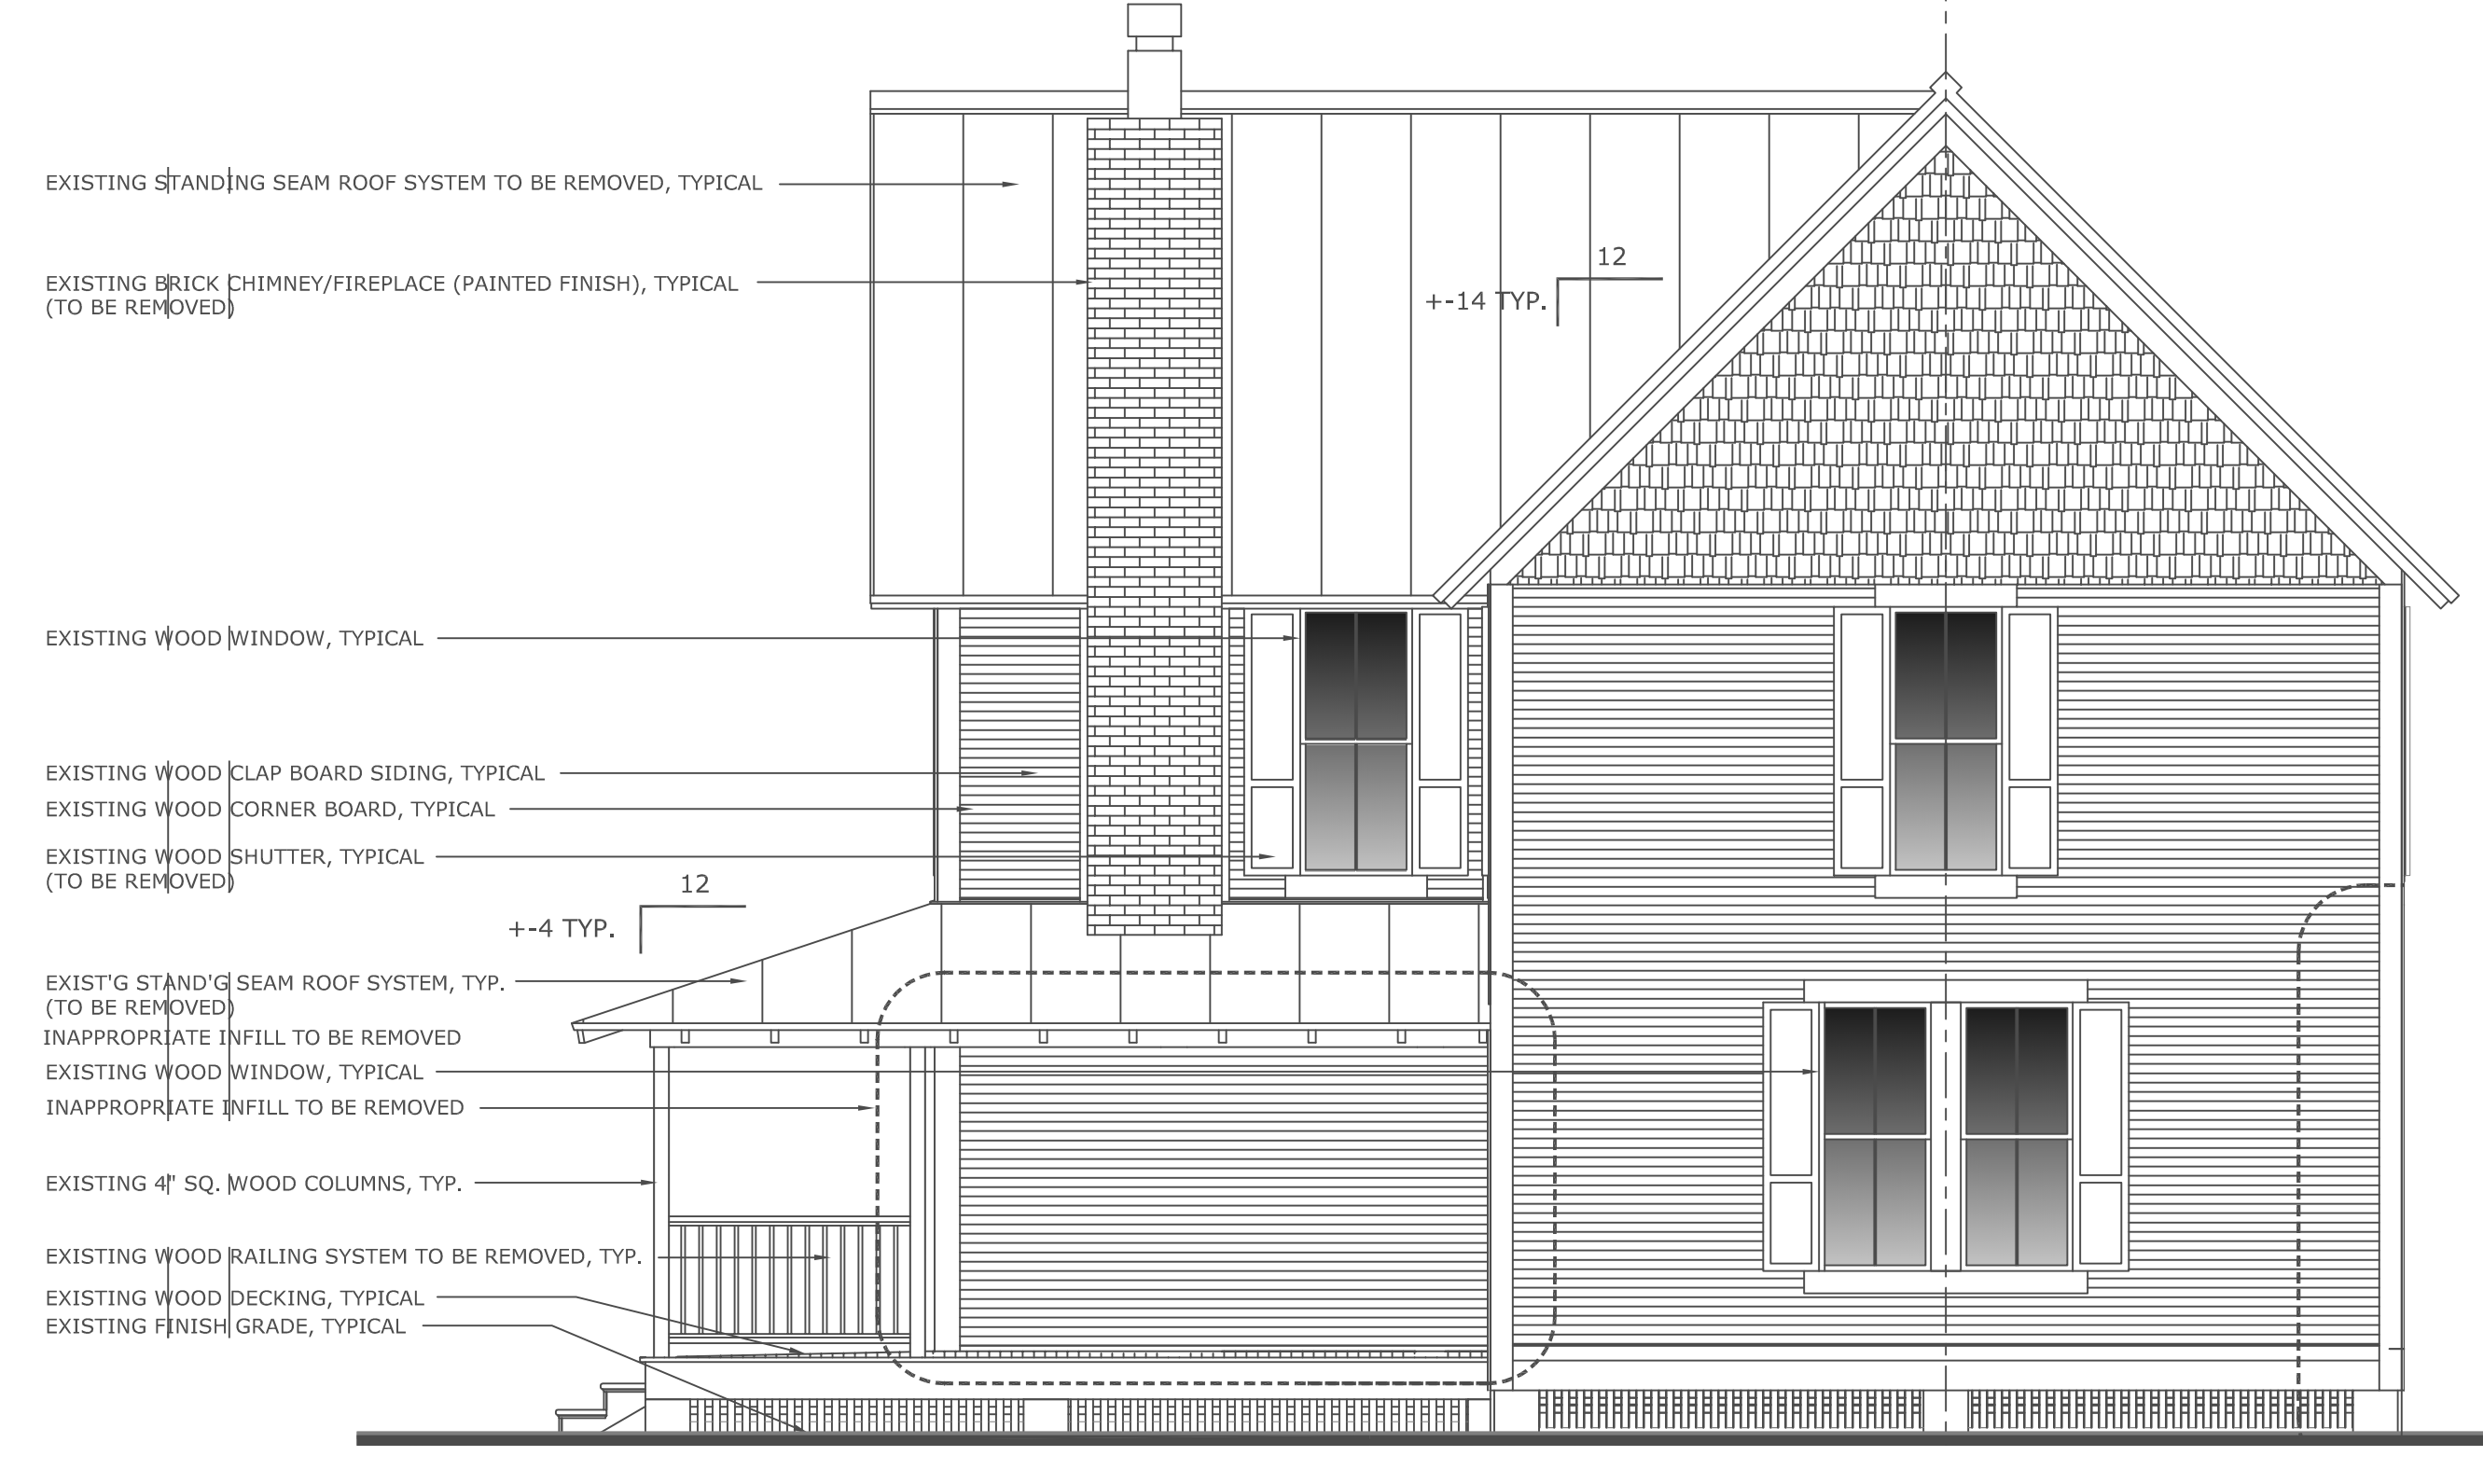 EXISTING STANDING SEAM ROOF SYSTEM TO BE REMOVED, TYPICAL
12
+-14 TYP.
EXISTING BRICK CHIMNEY/FIREPLACE (PAINTED FINISH), TYPICAL
(TO BE REMOVED)
EXISTING WOOD WINDOW, TYPICAL
EXISTING WOOD CLAP BOARD SIDING, TYPICAL
EXISTING WOOD CORNER BOARD, TYPICAL
EXISTING WOOD SHUTTER, TYPICAL
(TO BE REMOVED)
12
+-4 TYP.
EXIST'G STAND'G SEAM ROOF SYSTEM, TYP.
(TO BE REMOVED)
INAPPROPRIATE INFILL TO BE REMOVED
EXISTING WOOD WINDOW, TYPICAL
INAPPROPRIATE INFILL TO BE REMOVED
EXISTING 4" SQ. WOOD COLUMNS, TYP.
EXISTING WOOD RAILING SYSTEM TO BE REMOVED, TYP.
EXISTING WOOD DECKING, TYPICAL
EXISTING FINISH GRADE, TYPICAL